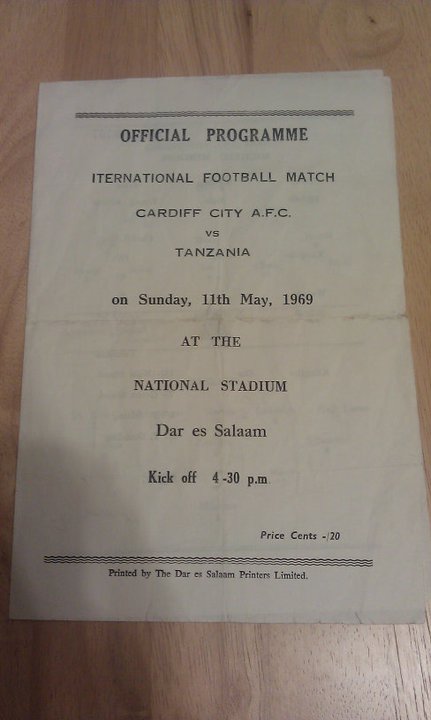 OFFICIAL PROGRAMME
ITERNATIONAL FOOTBALL MATCH
CARDIFF CITY A.F.C.
vs
TANZANIA
on Sunday, 11th May, 1969
AT THE
NATIONAL STADIUM
Dar es Salaam
Kick off 4-30 p.m.
Price Cents -/20
Printed by The Dar es Salaam Printers Limited.